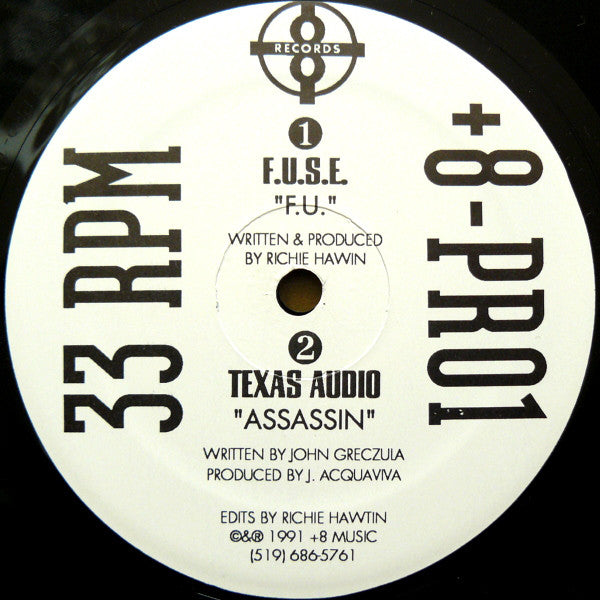 RECORDS
33 RPM
+8-PR01
1
F.U.S.E.
"F.U."
WRITTEN & PRODUCED
BY RICHIE HAWIN
2
TEXAS AUDIO
"ASSASSIN"
WRITTEN BY JOHN GRECZULA
PRODUCED BY J. ACQUAVIVA
EDITS BY RICHIE HAWTIN
©&℗ 1991 +8 MUSIC
(519) 686-5761